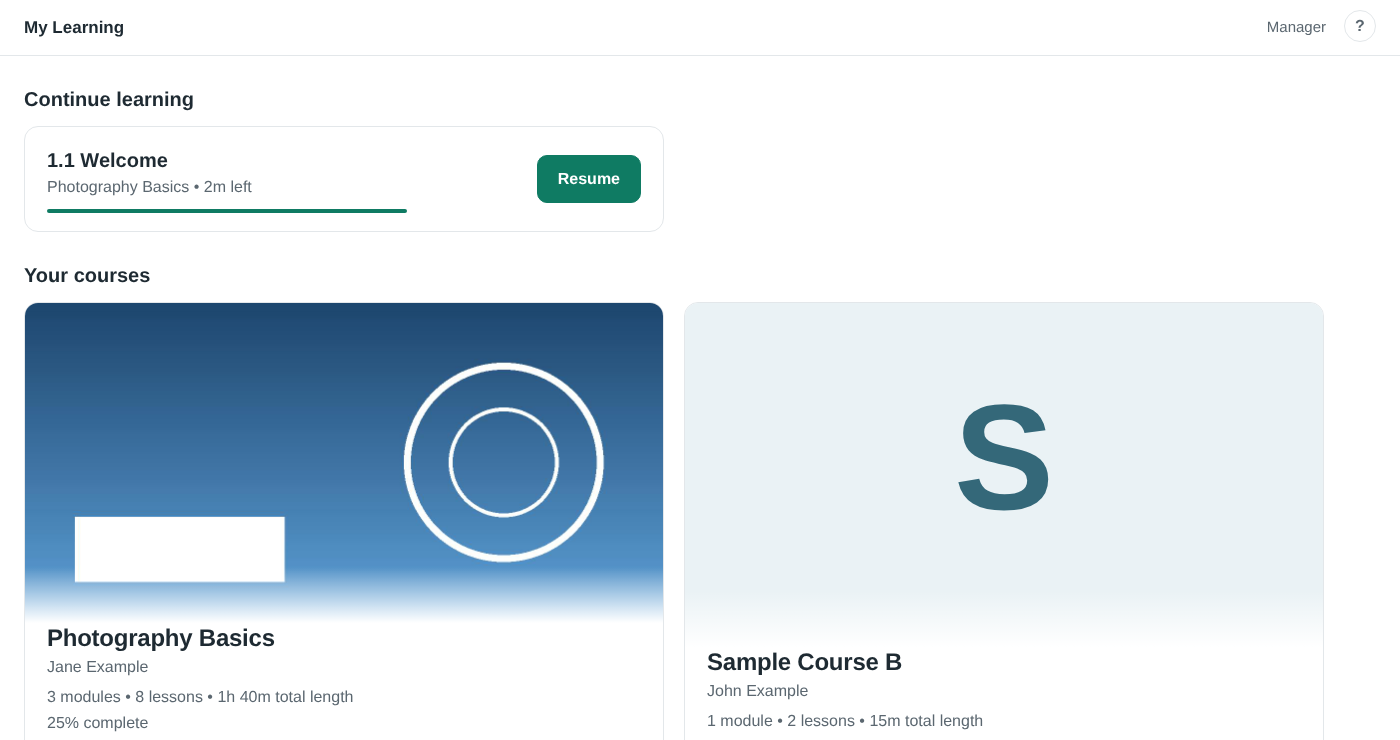 My Learning
Manager
?
Continue learning
1.1 Welcome
Photography Basics • 2m left
Resume
Your courses
Photography Basics
Jane Example
3 modules • 8 lessons • 1h 40m total length
25% complete
S
Sample Course B
John Example
1 module • 2 lessons • 15m total length